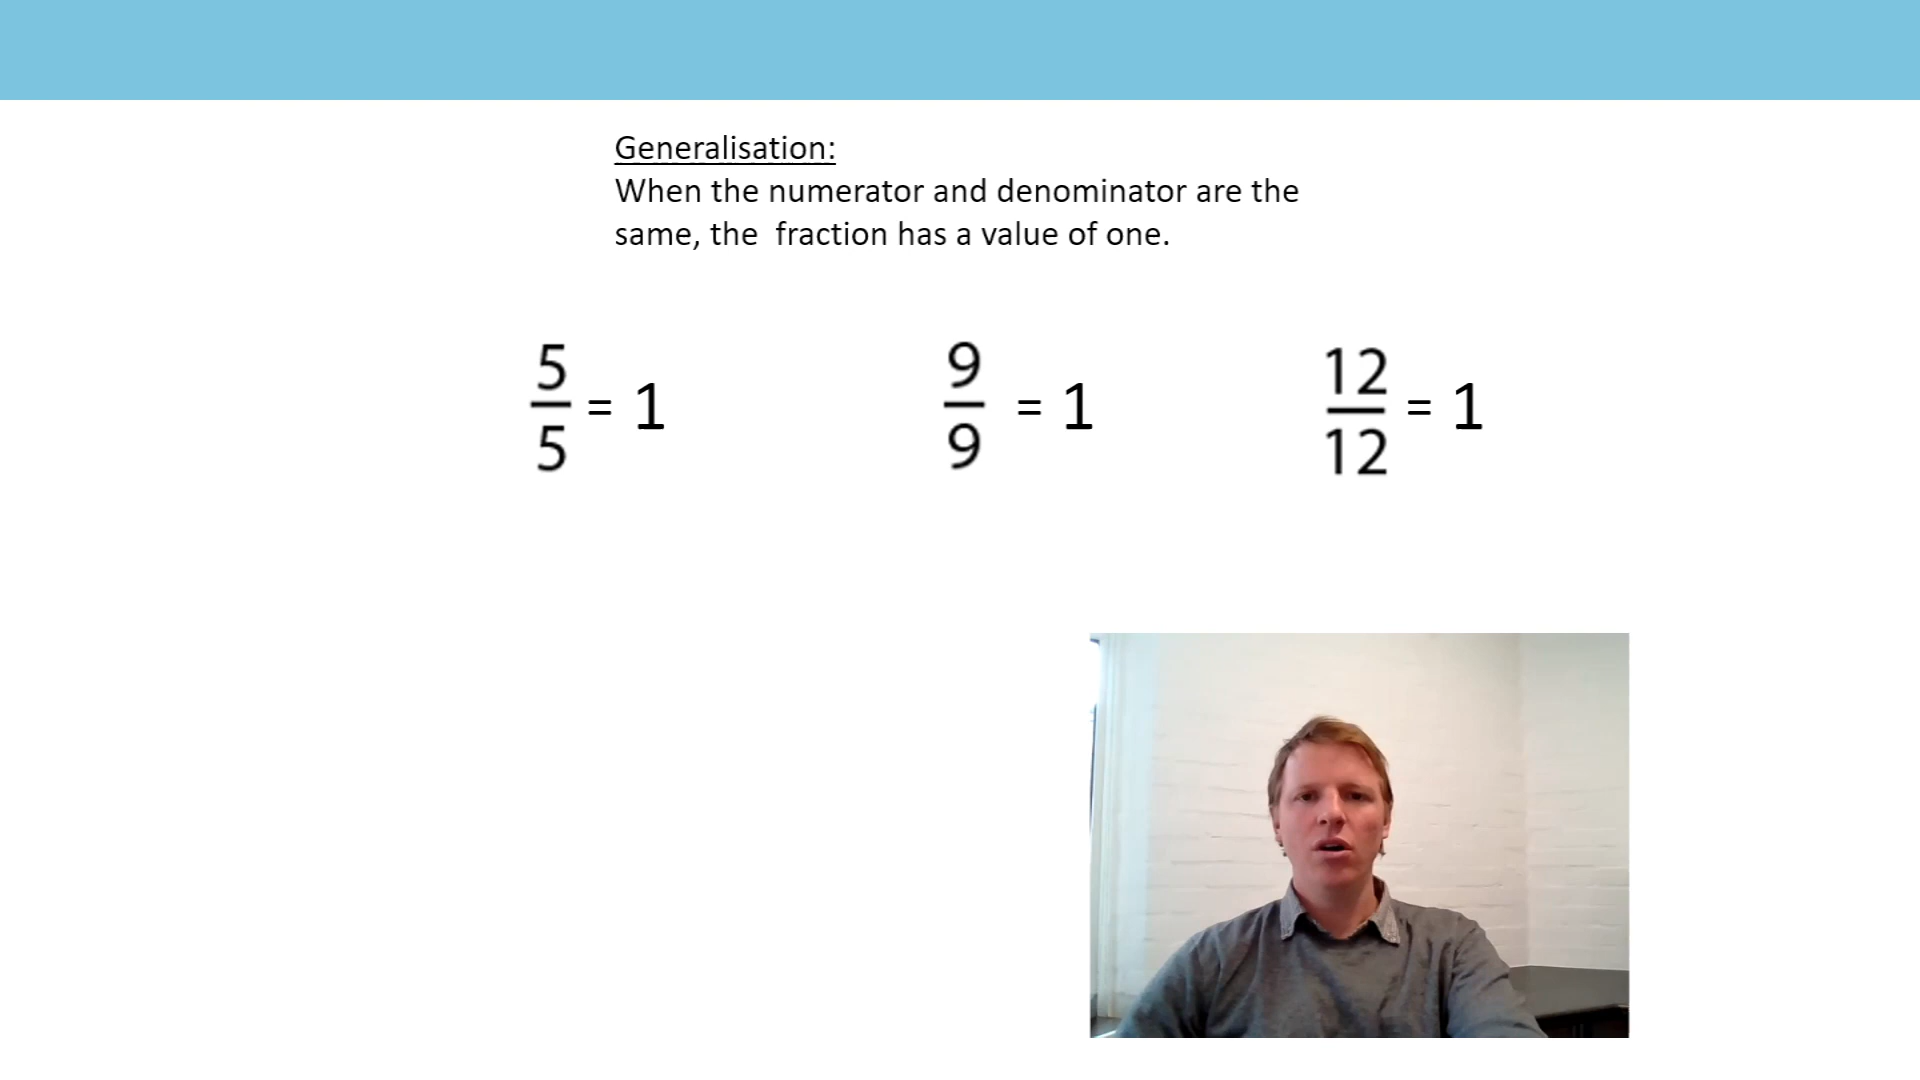 Generalisation:
When the numerator and denominator are the
same, the  fraction has a value of one.
5/5 = 1
9/9 = 1
12/12 = 1